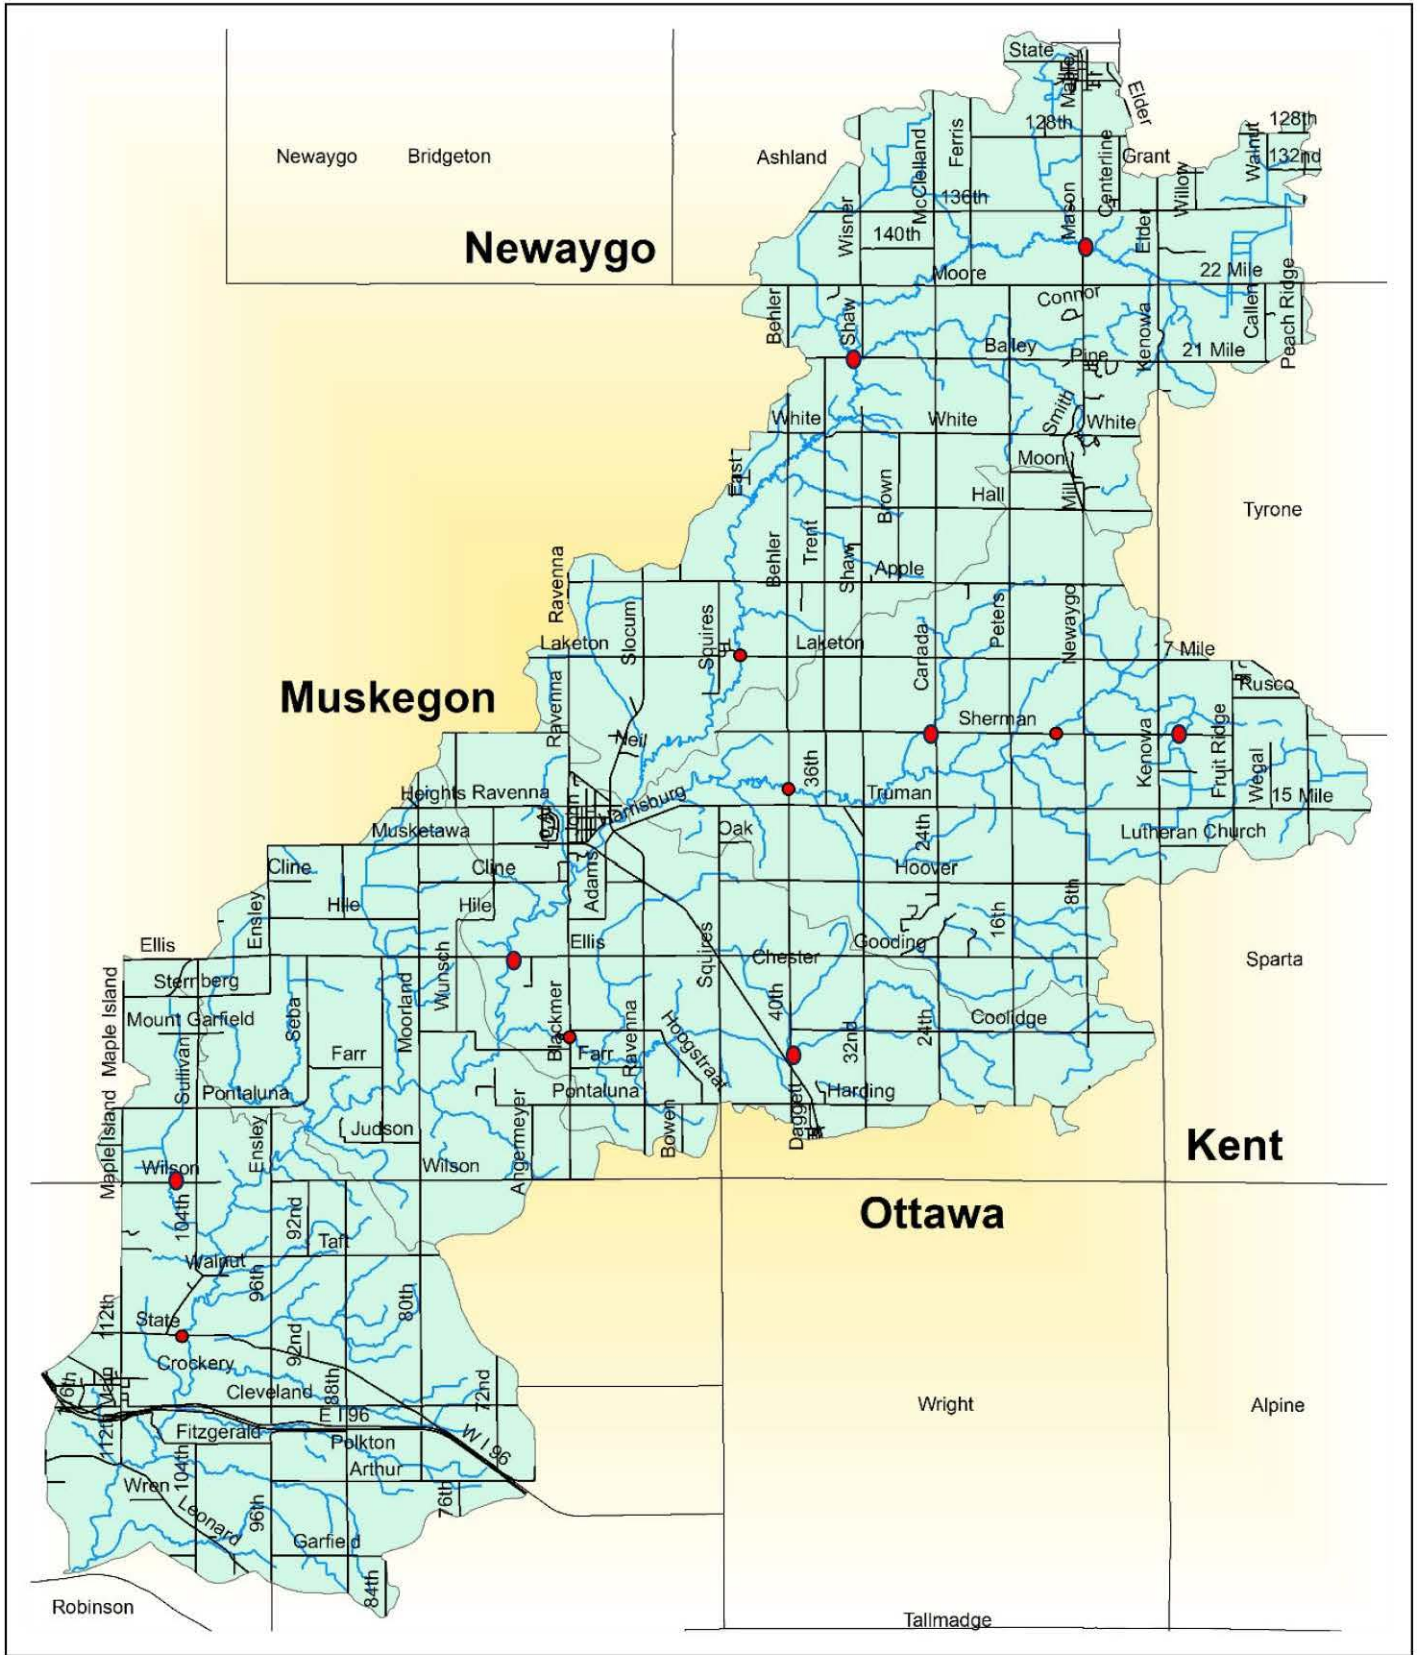 State
Maple
Elder
128th
128th
Newaygo
Bridgeton
Ashland
McClelland
Ferris
Centerline
Grant
Walnut
132nd
Willow
136th
Mason
Wisner
140th
Elder
Newaygo
Moore
22 Mile
Behler
Shaw
Connor
Kenowa
Callen
Peach Ridge
Bailey
Pine
21 Mile
White
White
Smith
White
East
Moon
Brown
Hall
Mill
Tyrone
Behler
Trent
Shaw
Apple
Ravenna
Slocum
Squires
Canada
Peters
Newaygo
Laketon
Laketon
17 Mile
Rusco
Muskegon
Ravenna
Neil
Sherman
Kenowa
Fruit Ridge
Wegal
36th
Heights Ravenna
Harrisburg
Truman
15 Mile
John
Musketawa
Oak
24th
Lutheran Church
Cline
Cline
Adams
Hoover
Ensley
Hile
Hile
16th
8th
Ellis
Ellis
Squires
Gooding
Chester
Sparta
Sternberg
Maple Island
Moorland
Wunsch
Mount Garfield
Seba
40th
Coolidge
Sullivan
Farr
Blackmer
Farr
Ravenna
Hoogstraat
32nd
24th
Pontaluna
Pontaluna
Harding
Maple Island
Ensley
Judson
Angermeyer
Bowen
Daggett
Kent
Wilson
Wilson
104th
92nd
Taft
Ottawa
Walnut
96th
80th
112th
State
92nd
Crockery
116th
Main
Cleveland
88th
72nd
Wright
Alpine
112th
E I 96
Fitzgerald
Polkton
W I 96
104th
Arthur
Wren
Leonard
96th
76th
Garfield
84th
Robinson
Tallmadge